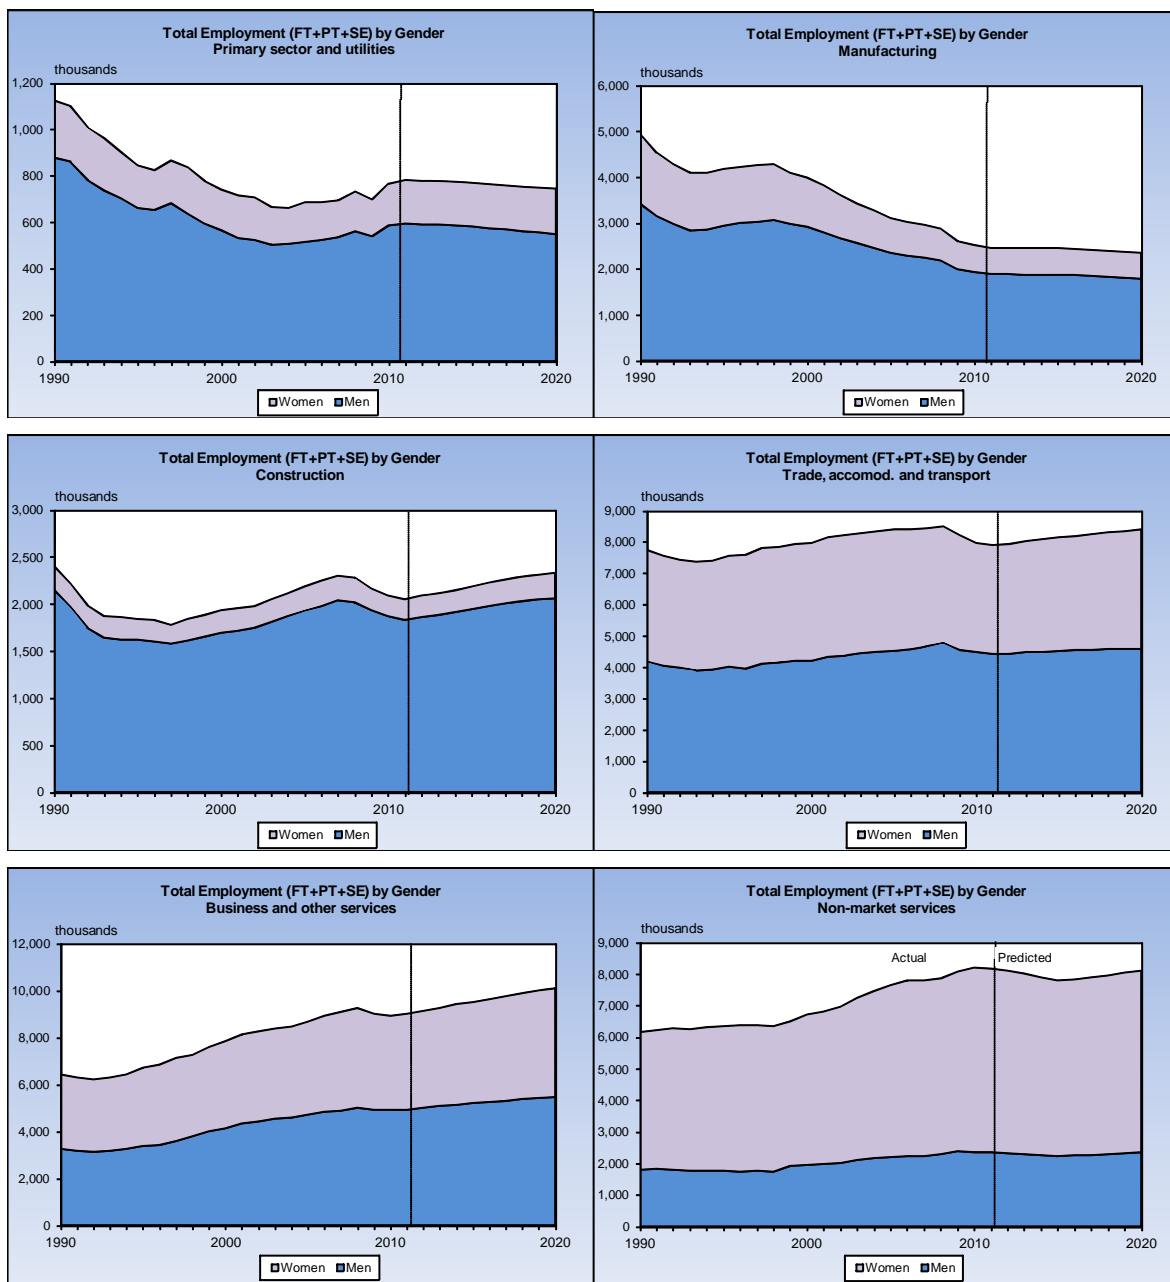 Total Employment (FT+PT+SE) by Gender
Primary sector and utilities
thousands
1,200
1,000
800
600
400
200
0
1990
2000
2010
2020
Women Men
Total Employment (FT+PT+SE) by Gender
Manufacturing
thousands
6,000
5,000
4,000
3,000
2,000
1,000
0
1990
2000
2010
2020
Women Men
Total Employment (FT+PT+SE) by Gender
Construction
thousands
3,000
2,500
2,000
1,500
1,000
500
0
1990
2000
2010
2020
Women Men
Total Employment (FT+PT+SE) by Gender
Trade, accomod. and transport
thousands
9,000
8,000
7,000
6,000
5,000
4,000
3,000
2,000
1,000
0
1990
2000
2010
2020
Women Men
Total Employment (FT+PT+SE) by Gender
Business and other services
thousands
12,000
10,000
8,000
6,000
4,000
2,000
0
1990
2000
2010
2020
Women Men
Total Employment (FT+PT+SE) by Gender
Non-market services
thousands
9,000
Actual Predicted
8,000
7,000
6,000
5,000
4,000
3,000
2,000
1,000
0
1990
2000
2010
2020
Women Men